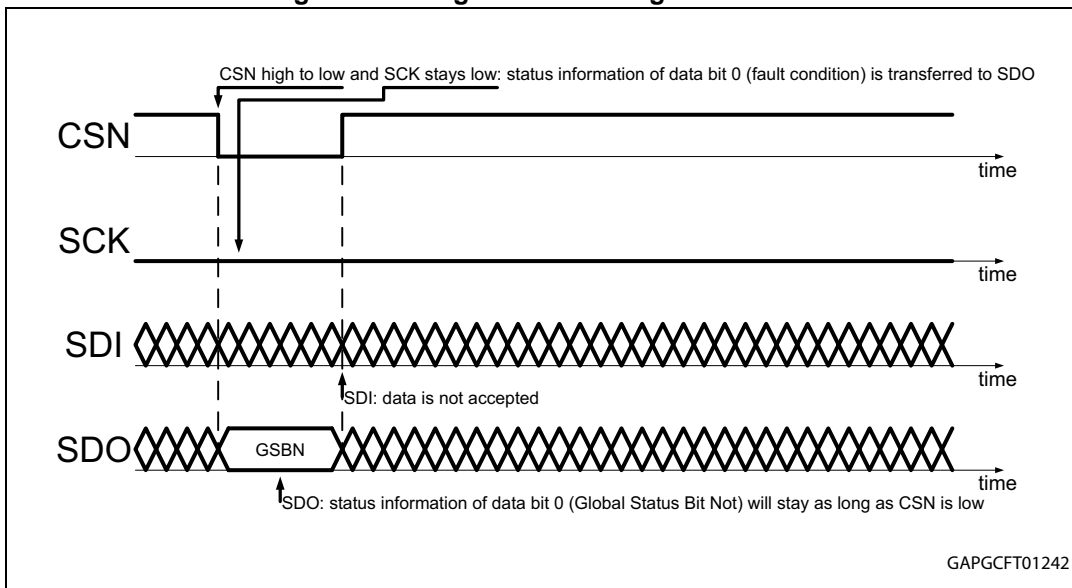 CSN high to low and SCK stays low: status information of data bit 0 (fault condition) is transferred to SDO
CSN
time
SCK
time
SDI
time
SDI: data is not accepted
SDO
GSBN
time
SDO: status information of data bit 0 (Global Status Bit Not) will stay as long as CSN is low
GAPGCFT01242